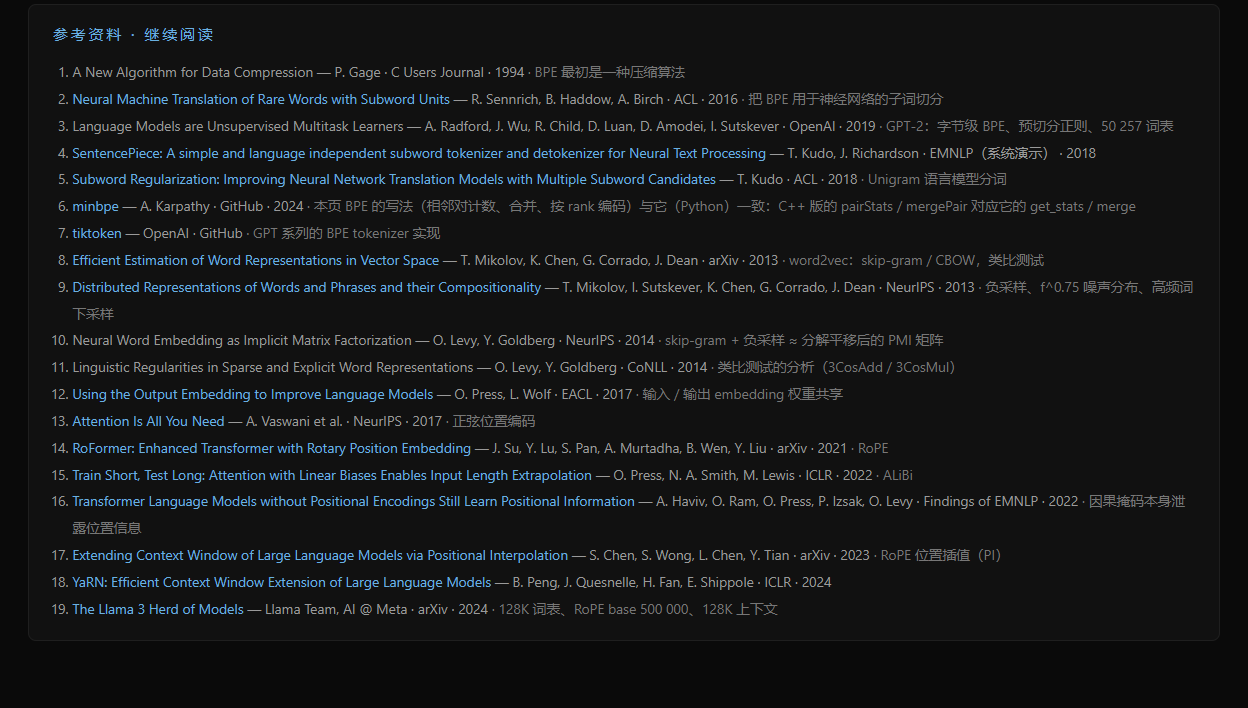 参考资料 · 继续阅读
1. A New Algorithm for Data Compression — P. Gage · C Users Journal · 1994 · BPE 最初是一种压缩算法
2. Neural Machine Translation of Rare Words with Subword Units — R. Sennrich, B. Haddow, A. Birch · ACL · 2016 · 把 BPE 用于神经网络的子词切分
3. Language Models are Unsupervised Multitask Learners — A. Radford, J. Wu, R. Child, D. Luan, D. Amodei, I. Sutskever · OpenAI · 2019 · GPT-2：字节级 BPE、预切分正则、50 257 词表
4. SentencePiece: A simple and language independent subword tokenizer and detokenizer for Neural Text Processing — T. Kudo, J. Richardson · EMNLP（系统演示） · 2018
5. Subword Regularization: Improving Neural Network Translation Models with Multiple Subword Candidates — T. Kudo · ACL · 2018 · Unigram 语言模型分词
6. minbpe — A. Karpathy · GitHub · 2024 · 本页 BPE 的写法（相邻对计数、合并、按 rank 编码）与它（Python）一致：C++ 版的 pairStats / mergePair 对应它的 get_stats / merge
7. tiktoken — OpenAI · GitHub · GPT 系列的 BPE tokenizer 实现
8. Efficient Estimation of Word Representations in Vector Space — T. Mikolov, K. Chen, G. Corrado, J. Dean · arXiv · 2013 · word2vec：skip-gram / CBOW，类比测试
9. Distributed Representations of Words and Phrases and their Compositionality — T. Mikolov, I. Sutskever, K. Chen, G. Corrado, J. Dean · NeurIPS · 2013 · 负采样、f^0.75 噪声分布、高频词
下采样
10. Neural Word Embedding as Implicit Matrix Factorization — O. Levy, Y. Goldberg · NeurIPS · 2014 · skip-gram + 负采样 ≈ 分解平移后的 PMI 矩阵
11. Linguistic Regularities in Sparse and Explicit Word Representations — O. Levy, Y. Goldberg · CoNLL · 2014 · 类比测试的分析（3CosAdd / 3CosMul）
12. Using the Output Embedding to Improve Language Models — O. Press, L. Wolf · EACL · 2017 · 输入 / 输出 embedding 权重共享
13. Attention Is All You Need — A. Vaswani et al. · NeurIPS · 2017 · 正弦位置编码
14. RoFormer: Enhanced Transformer with Rotary Position Embedding — J. Su, Y. Lu, S. Pan, A. Murtadha, B. Wen, Y. Liu · arXiv · 2021 · RoPE
15. Train Short, Test Long: Attention with Linear Biases Enables Input Length Extrapolation — O. Press, N. A. Smith, M. Lewis · ICLR · 2022 · ALiBi
16. Transformer Language Models without Positional Encodings Still Learn Positional Information — A. Haviv, O. Ram, O. Press, P. Izsak, O. Levy · Findings of EMNLP · 2022 · 因果掩码本身泄
露位置信息
17. Extending Context Window of Large Language Models via Positional Interpolation — S. Chen, S. Wong, L. Chen, Y. Tian · arXiv · 2023 · RoPE 位置插值（PI）
18. YaRN: Efficient Context Window Extension of Large Language Models — B. Peng, J. Quesnelle, H. Fan, E. Shippole · ICLR · 2024
19. The Llama 3 Herd of Models — Llama Team, AI @ Meta · arXiv · 2024 · 128K 词表、RoPE base 500 000、128K 上下文